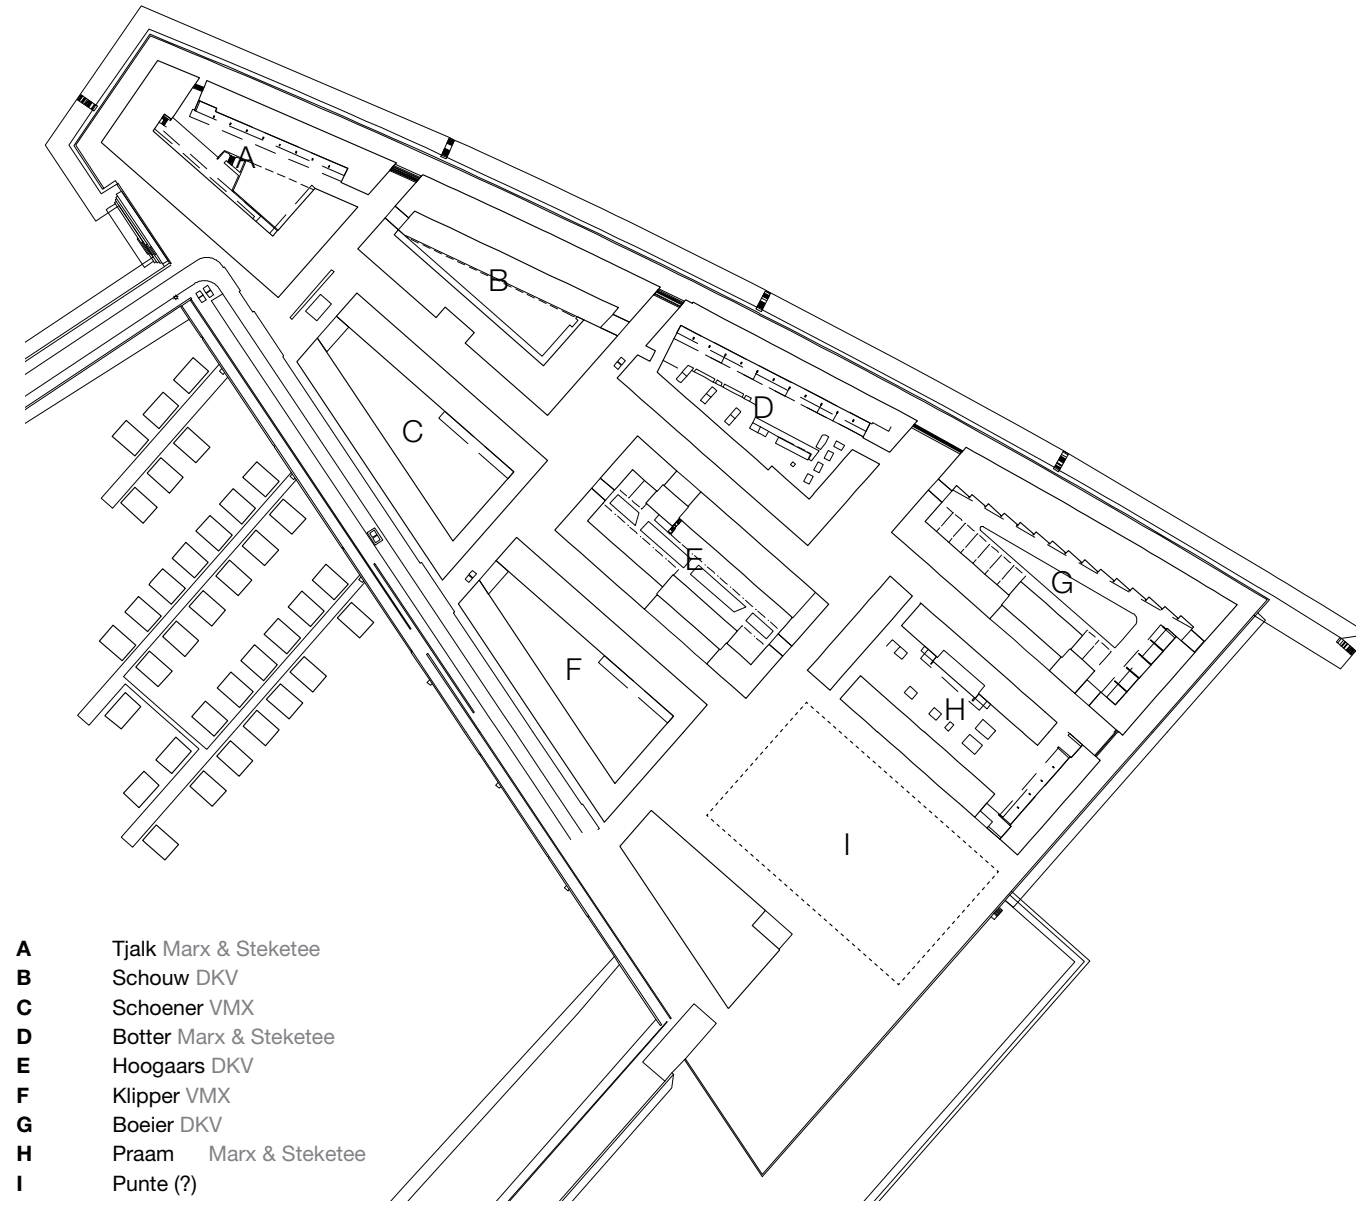 A
B
C
D
E
G
F
H
I
A Tjalk Marx & Steketee
B Schouw DKV
C Schoener VMX
D Botter Marx & Steketee
E Hoogaars DKV
F Klipper VMX
G Boeier DKV
H Praam Marx & Steketee
I Punte (?)